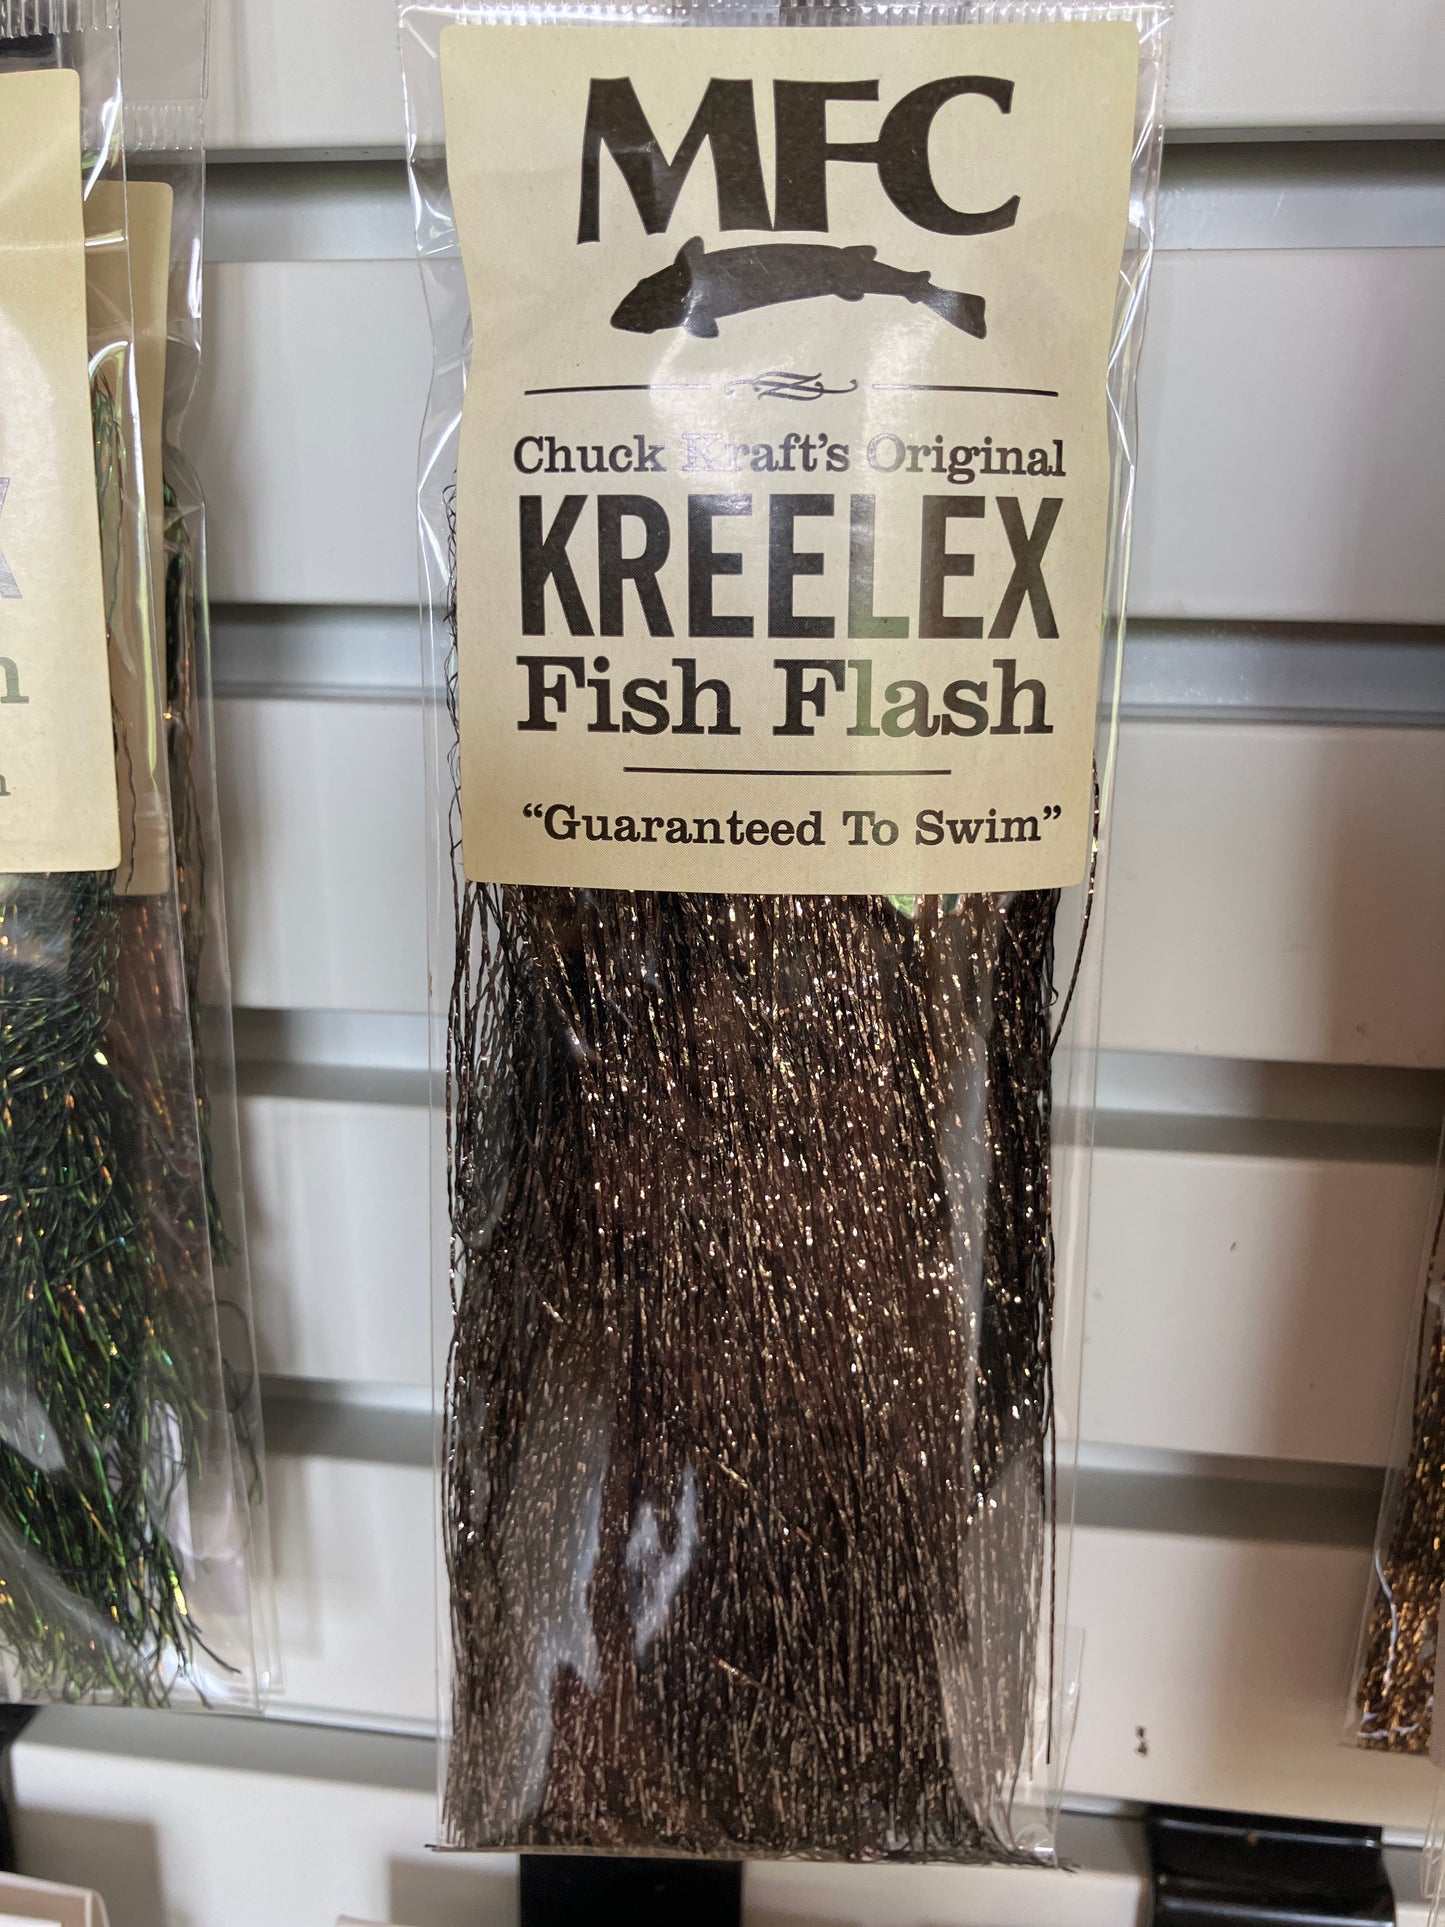 MFC
Chuck Kraft's Original
KREELEX
Fish Flash
“Guaranteed To Swim”